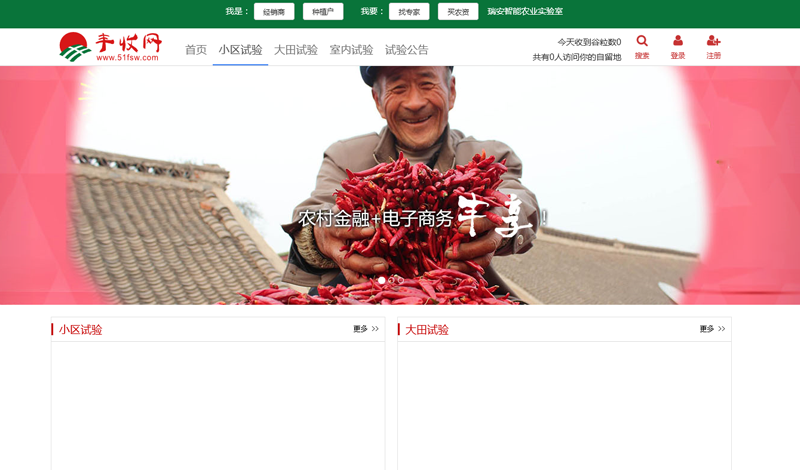 我是： 经销商 种植户 我要： 找专家 买农资 瑞安智能农业实验室
丰收网
www.51fsw.com
首页 小区试验 大田试验 室内试验 试验公告
今天收到谷粒数0
共有0人访问你的自留地
搜索 登录 注册
农村金融+电子商务丰享！
小区试验 更多 >>
大田试验 更多 >>